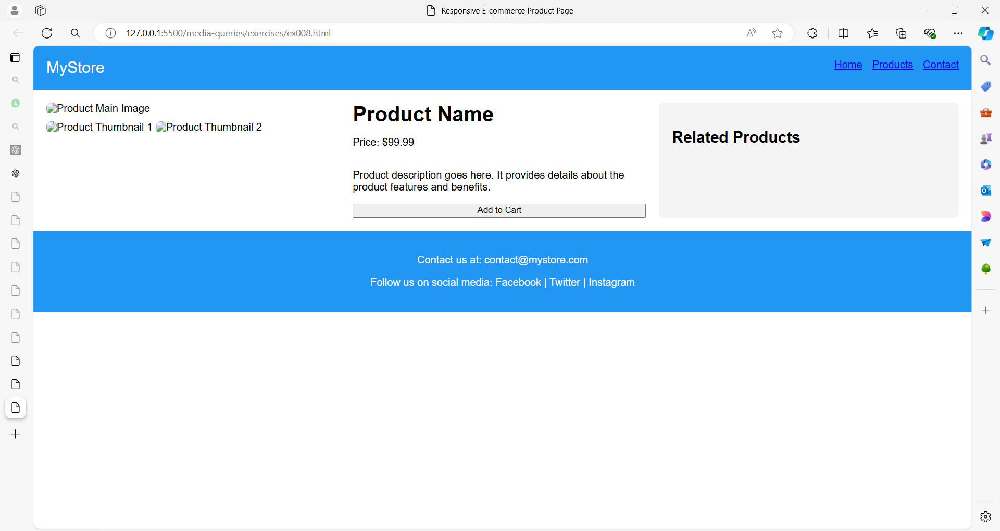 Responsive E-commerce Product Page
127.0.0.1:5500/media-queries/exercises/ex008.html
MyStore
Home Products Contact
Product Main Image
Product Thumbnail 1 Product Thumbnail 2
Product Name
Price: $99.99
Product description goes here. It provides details about the
product features and benefits.
Add to Cart
Related Products
Contact us at: contact@mystore.com
Follow us on social media: Facebook | Twitter | Instagram